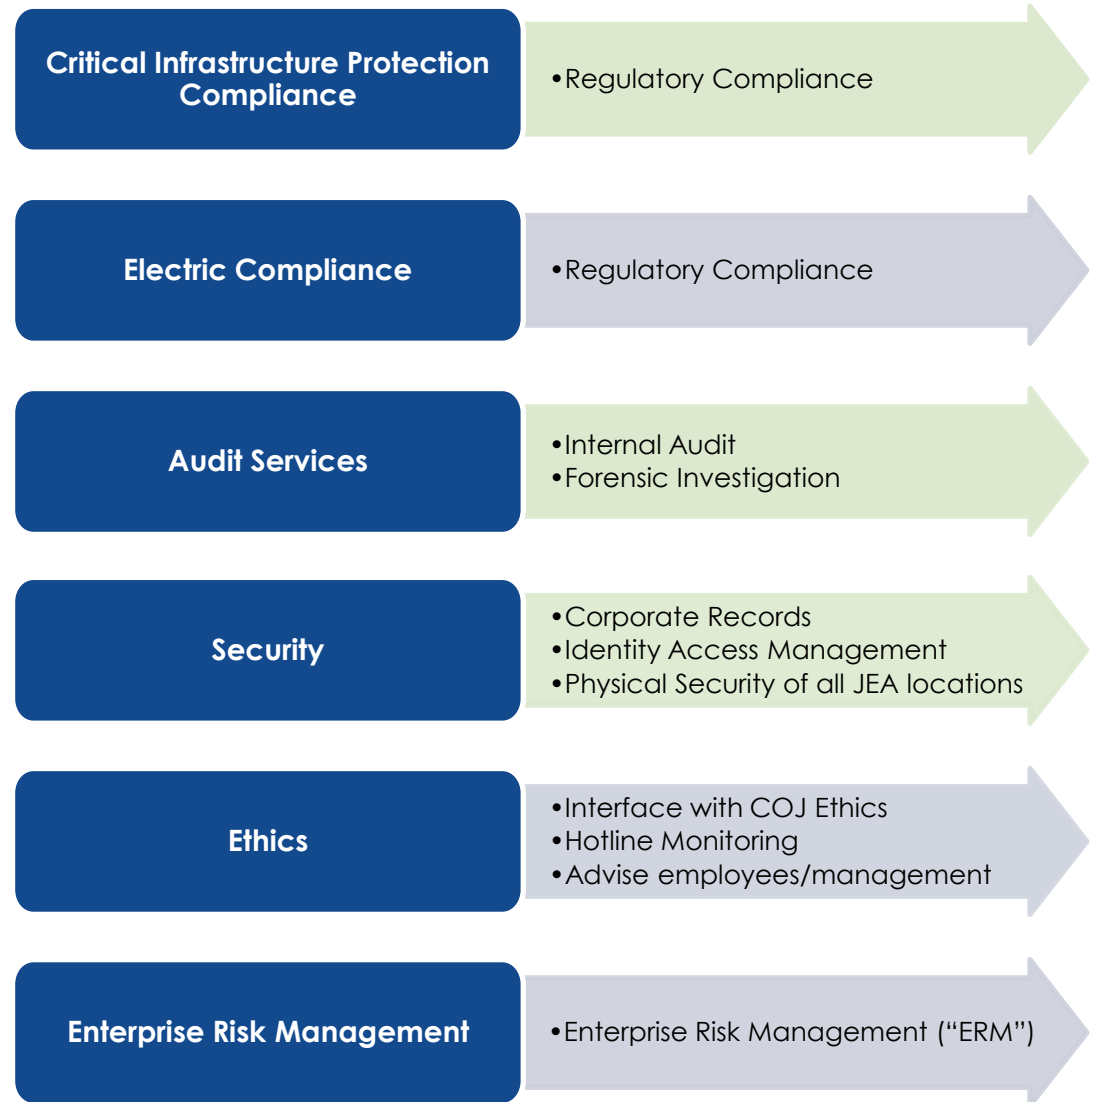 Critical Infrastructure Protection
Compliance
•Regulatory Compliance
Electric Compliance
•Regulatory Compliance
Audit Services
•Internal Audit
•Forensic Investigation
Security
•Corporate Records
•Identity Access Management
•Physical Security of all JEA locations
Ethics
•Interface with COJ Ethics
•Hotline Monitoring
•Advise employees/management
Enterprise Risk Management
•Enterprise Risk Management (“ERM”)